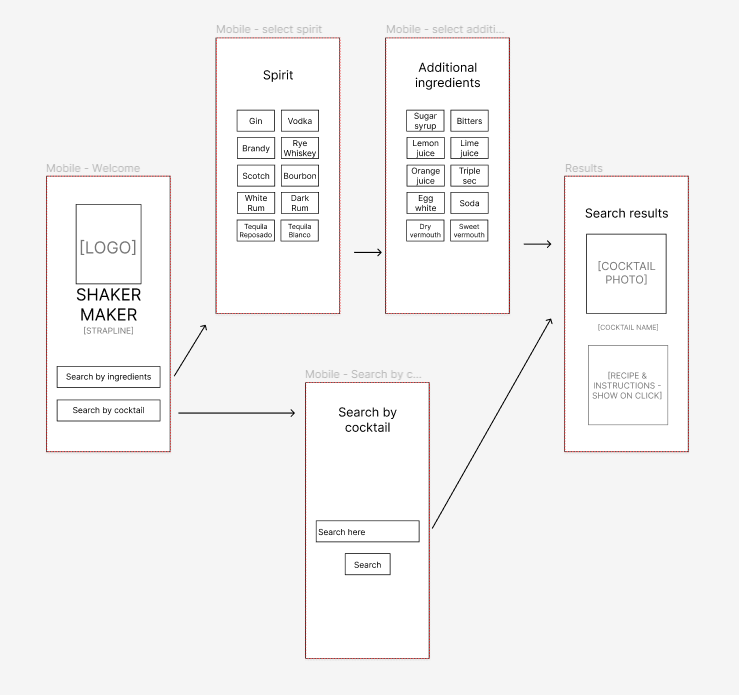 Mobile - Welcome
[LOGO]
SHAKER
MAKER
[STRAPLINE]
Search by ingredients
Search by cocktail
Mobile - select spirit
Spirit
Gin
Vodka
Brandy
Rye
Whiskey
Scotch
Bourbon
White
Rum
Dark
Rum
Tequila
Reposado
Tequila
Blanco
Mobile - select additi...
Additional
ingredients
Sugar
syrup
Bitters
Lemon
juice
Lime
juice
Orange
juice
Triple
sec
Egg
white
Soda
Dry
vermouth
Sweet
vermouth
Mobile - Search by c...
Search by
cocktail
Search here
Search
Results
Search results
[COCKTAIL
PHOTO]
[COCKTAIL NAME]
[RECIPE &
INSTRUCTIONS -
SHOW ON CLICK]